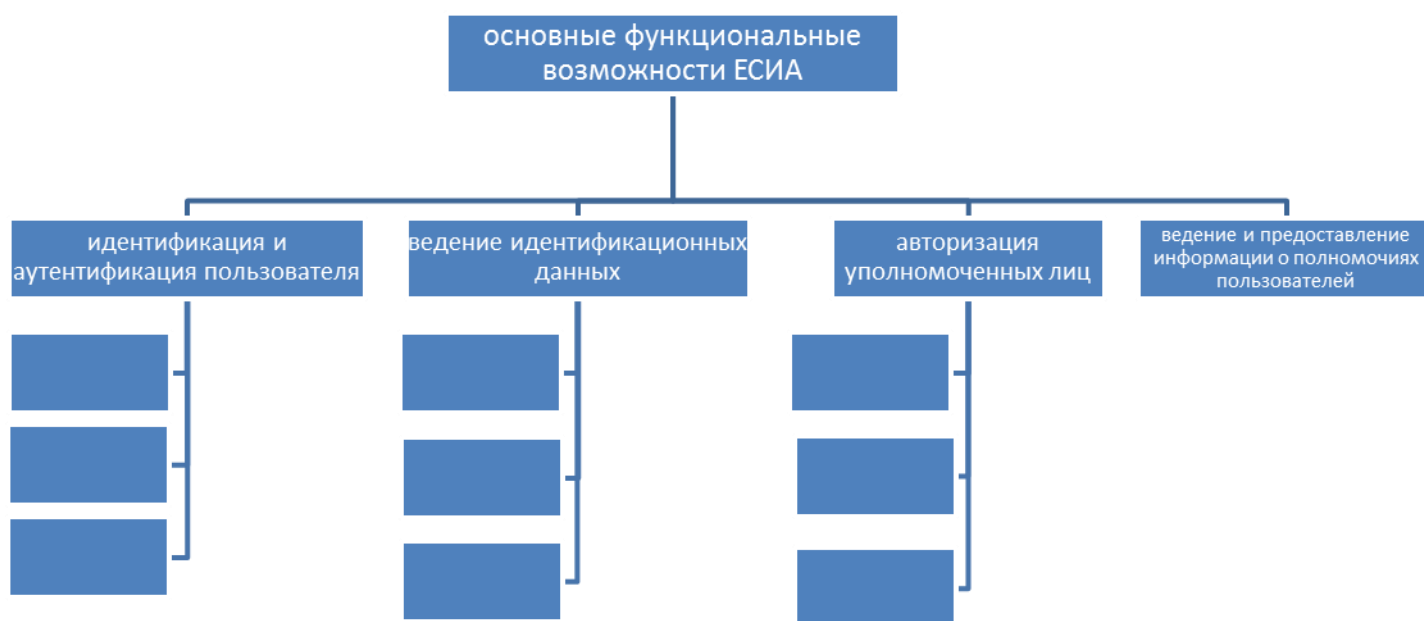 основные функциональные
возможности ЕСИА
идентификация и
аутентификация пользователя
ведение идентификационных
данных
авторизация
уполномоченных лиц
ведение и предоставление
информации о полномочиях
пользователей